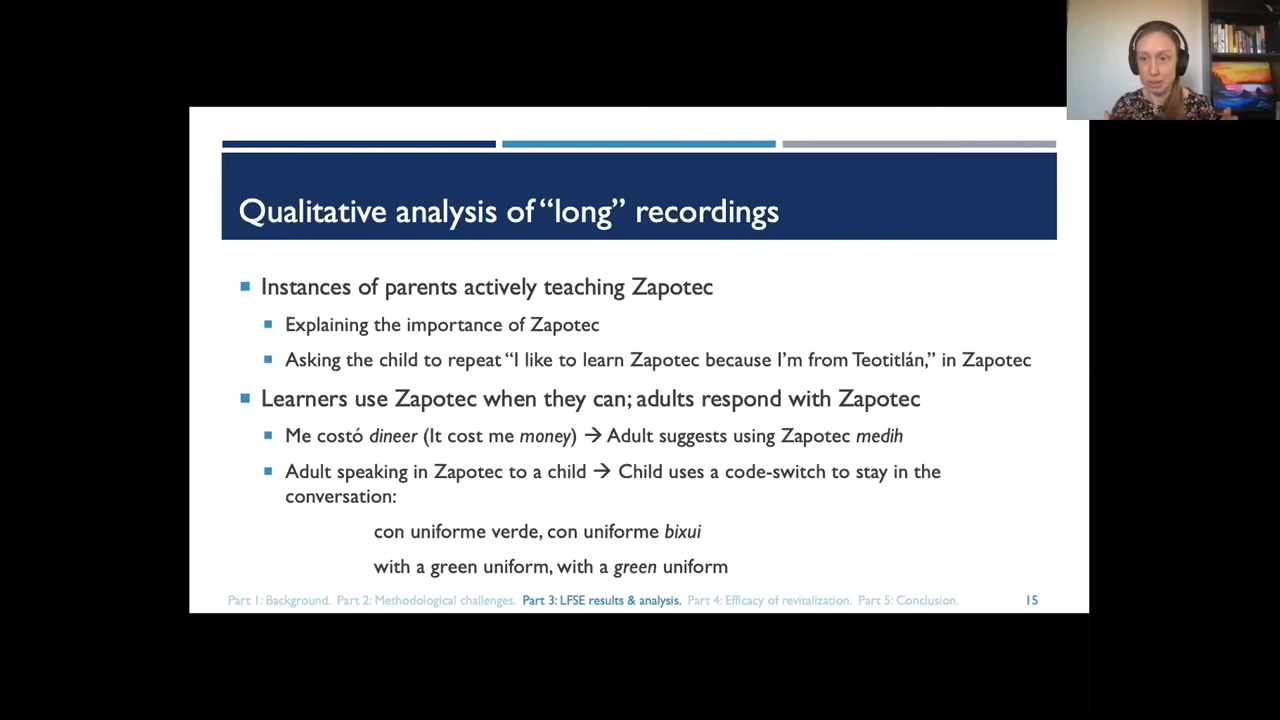 Qualitative analysis of “long” recordings
Instances of parents actively teaching Zapotec
Explaining the importance of Zapotec
Asking the child to repeat “I like to learn Zapotec because I’m from Teotitlán,” in Zapotec
Learners use Zapotec when they can; adults respond with Zapotec
Me costó dineer (It cost me money) → Adult suggests using Zapotec medih
Adult speaking in Zapotec to a child → Child uses a code-switch to stay in the
conversation:
con uniforme verde, con uniforme bixui
with a green uniform, with a green uniform
Part 1: Background. Part 2: Methodological challenges. Part 3: LFSE results & analysis. Part 4: Efficacy of revitalization. Part 5: Conclusion. 15